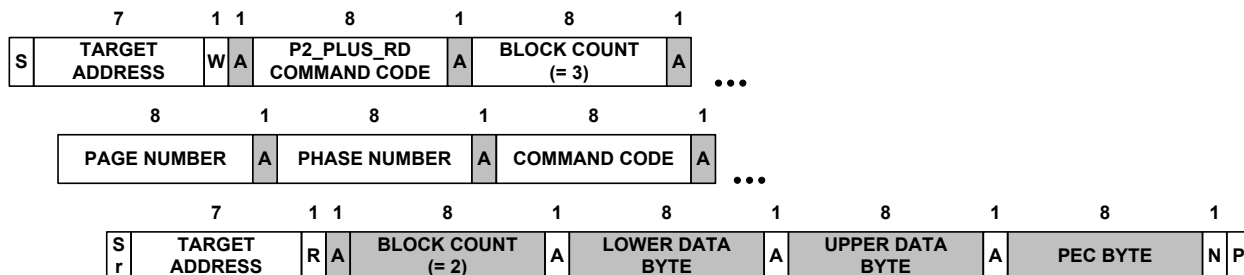 7 1 1 8 1 8 1
S TARGET ADDRESS W A P2_PLUS_RD COMMAND CODE A BLOCK COUNT (= 3) A ...
8 1 8 1 8 1
PAGE NUMBER A PHASE NUMBER A COMMAND CODE A ...
7 1 1 8 1 8 1 8 1 8 1
Sr TARGET ADDRESS R A BLOCK COUNT (= 2) A LOWER DATA BYTE A UPPER DATA BYTE A PEC BYTE N P